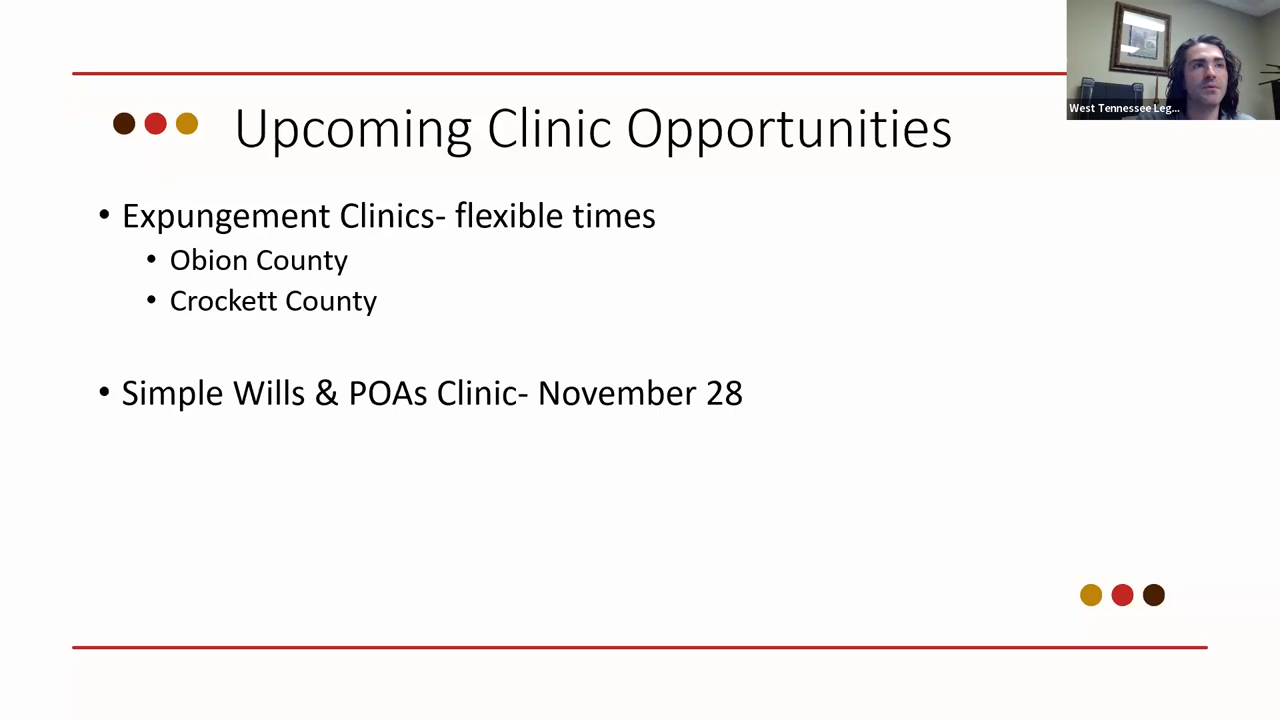 West Tennessee Leg...
Upcoming Clinic Opportunities
• Expungement Clinics- flexible times
• Obion County
• Crockett County
• Simple Wills & POAs Clinic- November 28